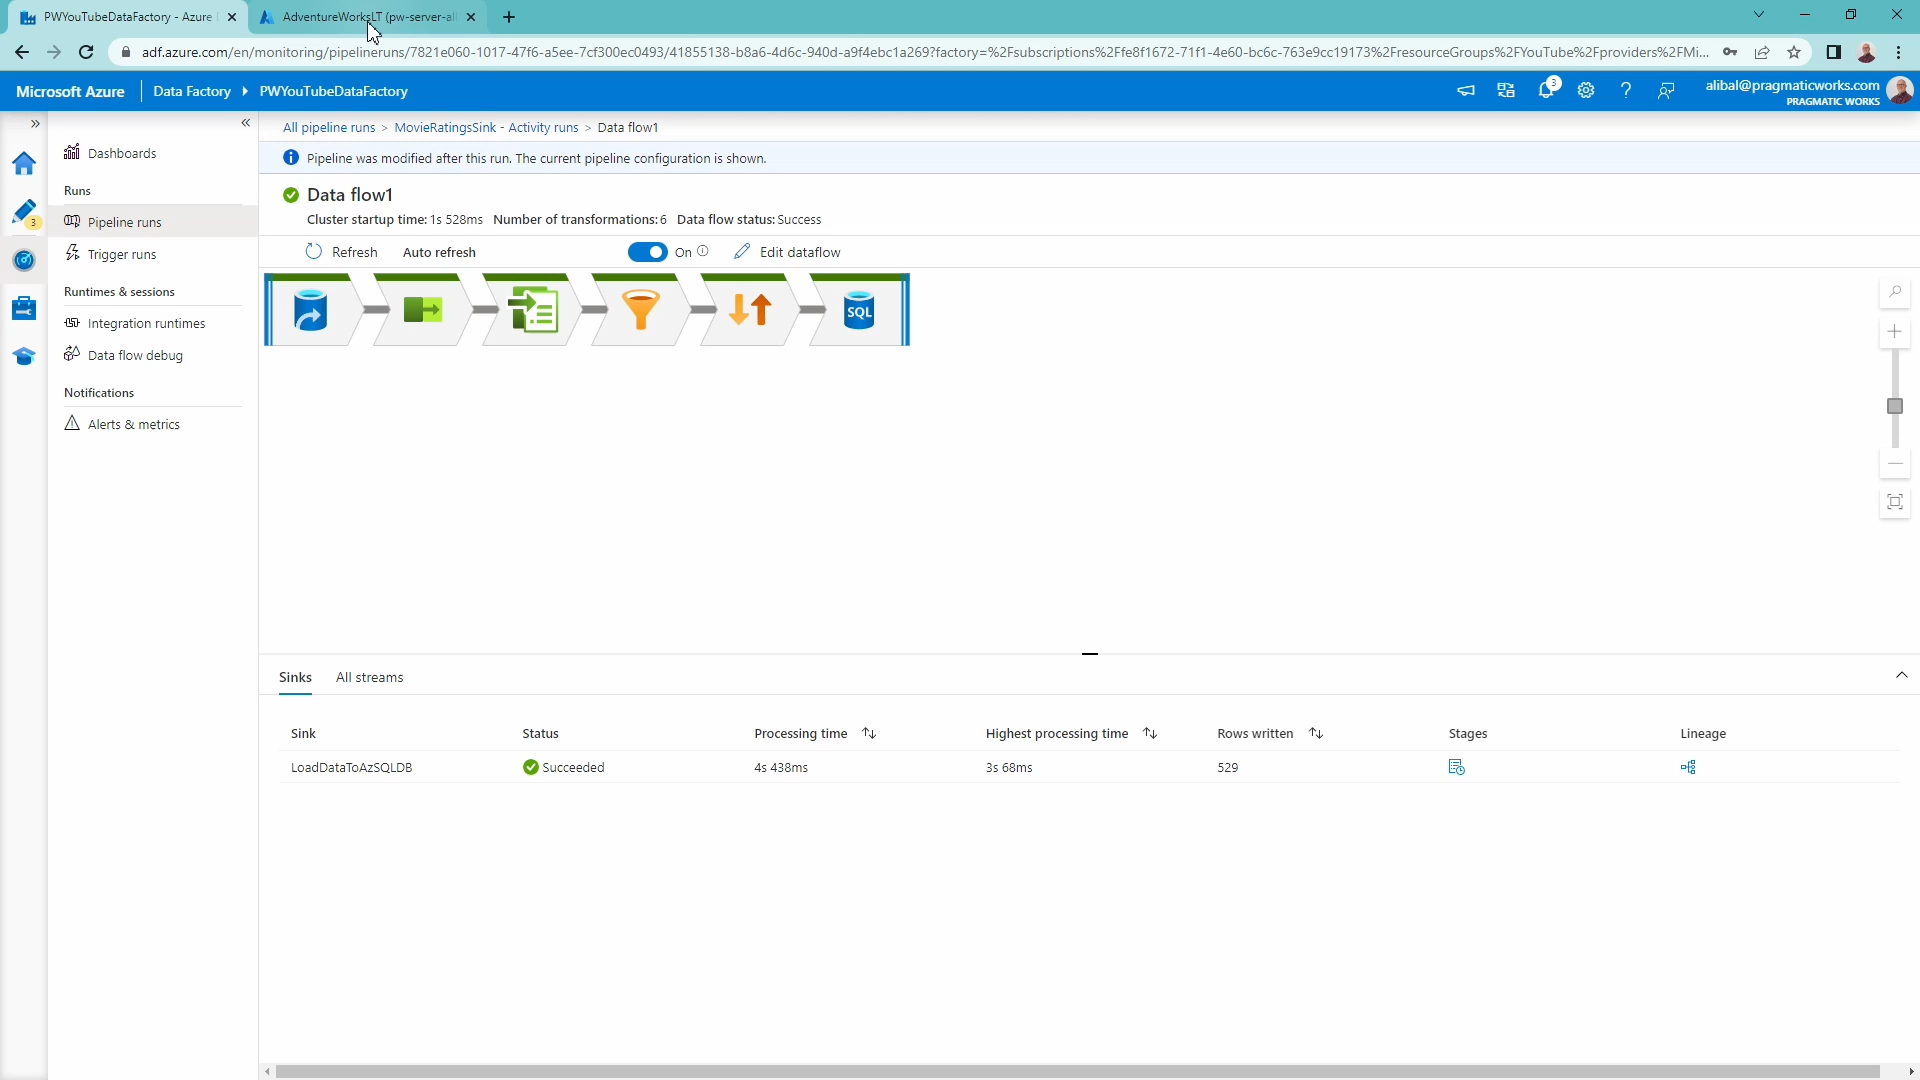 PWYouTubeDataFactory - Azure
AdventureWorksLT (pw-server-al
adf.azure.com/en/monitoring/pipelineruns/7821e060-1017-47f6-a5ee-7cf300ec0493/41855138-b8a6-4d6c-940d-a9f4ebc1a269?factory=%2Fsubscriptions%2Ffe8f1672-71f1-4e60-bc6c-763e9cc19173%2FresourceGroups%2FYouTube%2Fproviders%2FMi...
Microsoft Azure
Data Factory
PWYouTubeDataFactory
3
alibal@pragmaticworks.com
PRAGMATIC WORKS
3
Dashboards
Runs
Pipeline runs
Trigger runs
Runtimes & sessions
Integration runtimes
Data flow debug
Notifications
Alerts & metrics
All pipeline runs > MovieRatingsSink - Activity runs > Data flow1
Pipeline was modified after this run. The current pipeline configuration is shown.
Data flow1
Cluster startup time: 1s 528ms Number of transformations: 6 Data flow status: Success
Refresh Auto refresh On Edit dataflow
SQL
Sinks All streams
Sink Status Processing time Highest processing time Rows written Stages Lineage
LoadDataToAzSQLDB Succeeded 4s 438ms 3s 68ms 529